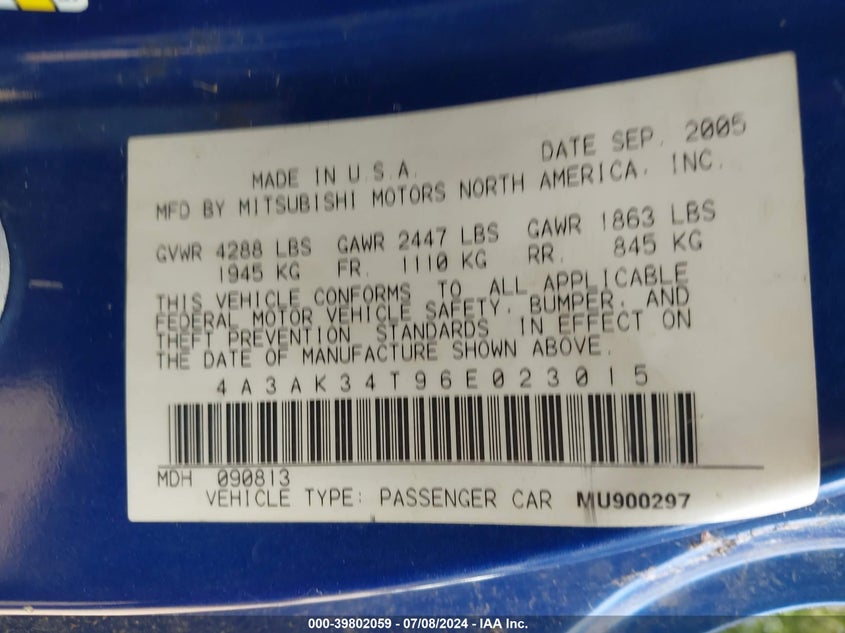 MADE IN U.S.A. DATE SEP. 2005
MFD BY MITSUBISHI MOTORS NORTH AMERICA, INC.
GVWR 4288 LBS GAWR 2447 LBS GAWR 1863 LBS
1945 KG FR. 1110 KG RR. 845 KG
THIS VEHICLE CONFORMS TO ALL APPLICABLE
FEDERAL MOTOR VEHICLE SAFETY, BUMPER, AND
THEFT PREVENTION STANDARDS IN EFFECT ON
THE DATE OF MANUFACTURE SHOWN ABOVE.
4A3AK34T96E023015
MDH 090813
VEHICLE TYPE: PASSENGER CAR MU900297
000-39802059 / 07/08/2024 - IAA Inc.